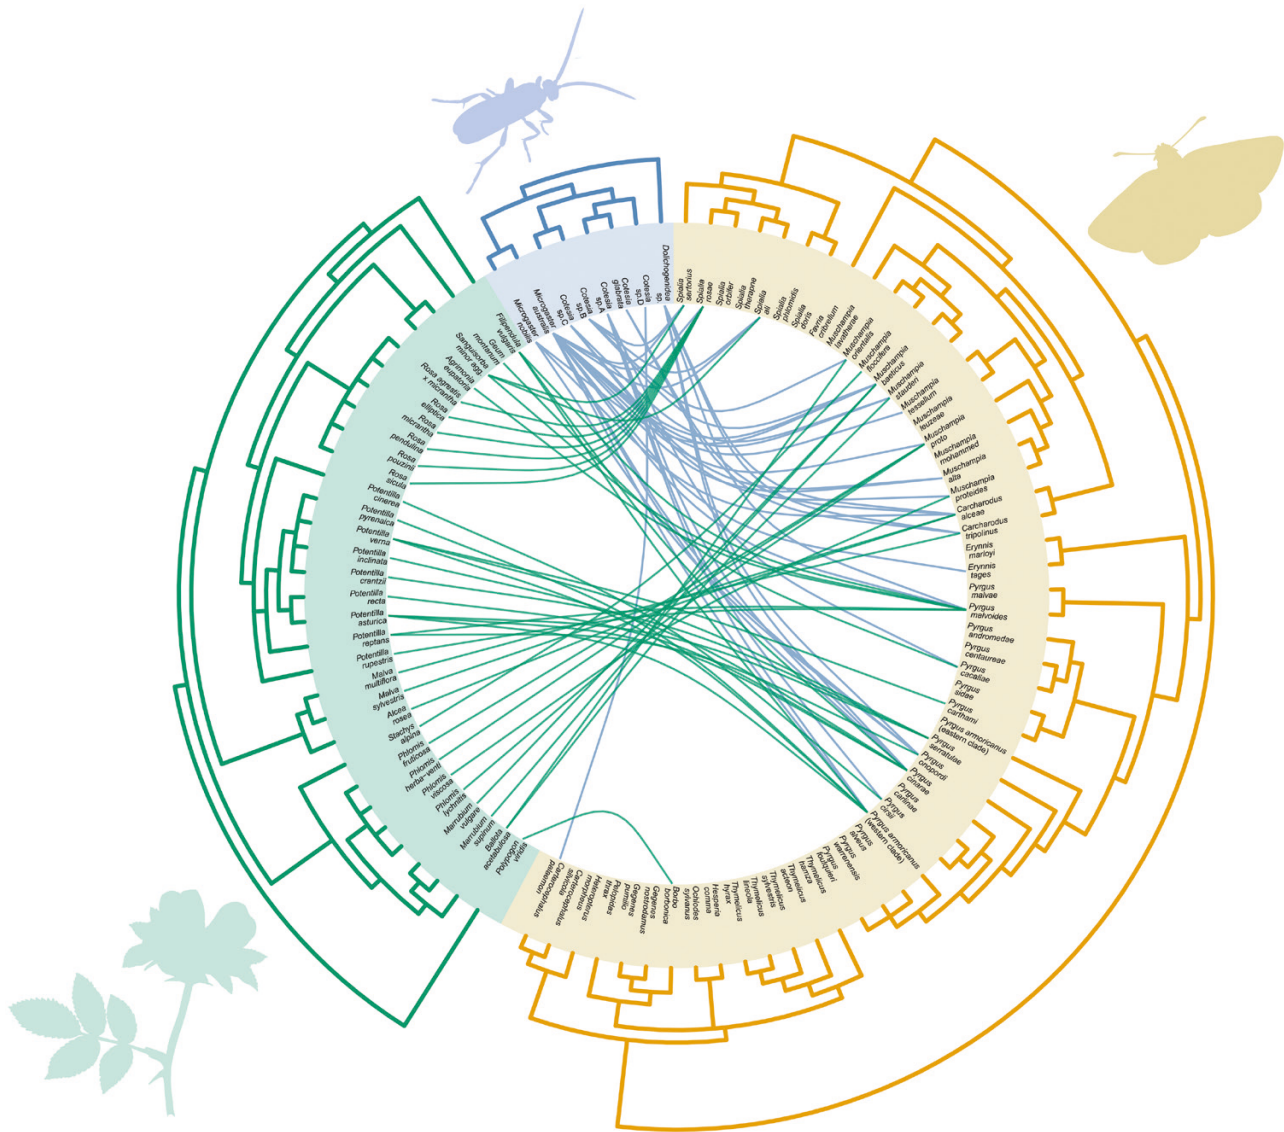 Dolichogenidea
sp.
Spialia
sertorius
Spialia
rosae
Spialia
orbifer
Spialia
therapne
Spialia
ali
Spialia
phlomidis
Spialia
doris
Favria
cribrellum
Muschampia
lavatherae
Muschampia
orientalis
Muschampia
floccifera
Muschampia
baeticus
Muschampia
stauderi
Muschampia
tessellum
Muschampia
leuzeae
Muschampia
proto
Muschampia
mohammed
Muschampia
alta
Muschampia
proteides
Carcharodus
alceae
Carcharodus
tripolinus
Erynnis
marloyi
Erynnis
tages
Pyrgus
malvae
Pyrgus
malvoides
Pyrgus
andromedae
Pyrgus
centaureae
Pyrgus
cacaliae
Pyrgus
sidae
Pyrgus
carthami
Pyrgus armoricanus
(eastern clade)
Pyrgus
serratulae
Pyrgus
onopordi
Pyrgus
cinarae
Pyrgus
carlinae
Pyrgus
cirsii
Pyrgus armoricanus
(western clade)
Pyrgus
alveus
Pyrgus
warrenensis
Pyrgus
foulquieri
Thymelicus
hamza
Thymelicus
acteon
Thymelicus
sylvestris
Thymelicus
lineola
Thymelicus
hyrax
Hesperia
comma
Ochlodes
sylvanus
Borbo
borbonica
Gegenes
nostrodamus
Gegenes
pumilio
Pelopidas
thrax
Heteropterus
morpheus
Carterocephalus
silvicola
Carterocephalus
palaemon
Polypogon
viridis
Ballota
acetabulosa
Marrubium
supinum
Marrubium
vulgare
Phlomis
lychnitis
Phlomis
viscosa
Phlomis
herba-venti
Phlomis
fruticosa
Stachys
alpina
Alcea
rosea
Malva
sylvestris
Malva
multiflora
Potentilla
rupestris
Potentilla
reptans
Potentilla
asturica
Potentilla
recta
Potentilla
crantzii
Potentilla
inclinata
Potentilla
verna
Potentilla
pyrenaica
Potentilla
cinerea
Rosa
sicula
Rosa
pouzinii
Rosa
pendulina
Rosa
micrantha
Rosa
elliptica
Rosa agrestis
x micrantha
Agrimonia
eupatoria
Sanguisorba
minor agg.
Geum
montanum
Filipendula
vulgaris
Microgaster
nobilis
Microgaster
australis
Cotesia
sp.C
Cotesia
sp.B
Cotesia
sp.A
Cotesia
glabrata
Cotesia
sp.D